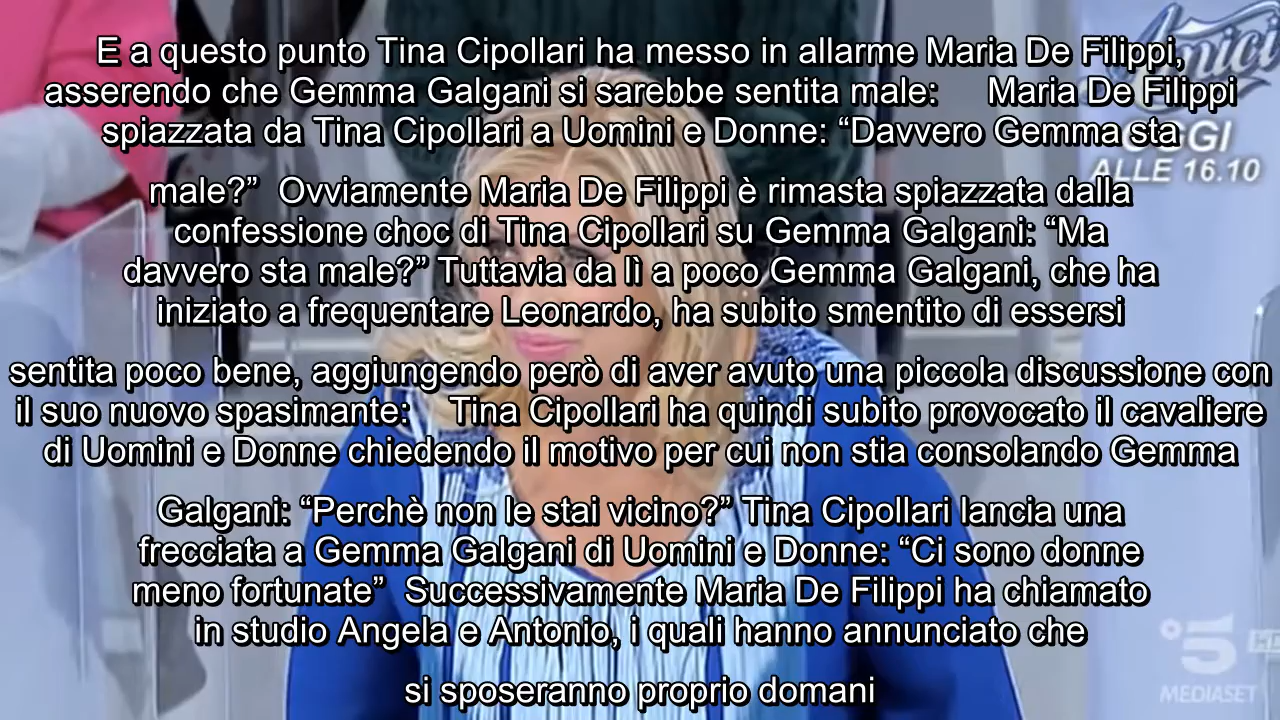 E a questo punto Tina Cipollari ha messo in allarme Maria De Filippi,
asserendo che Gemma Galgani si sarebbe sentita male: Maria De Filippi
spiazzata da Tina Cipollari a Uomini e Donne: “Davvero Gemma sta
male?” Ovviamente Maria De Filippi è rimasta spiazzata dalla
confessione choc di Tina Cipollari su Gemma Galgani: “Ma
davvero sta male?” Tuttavia da lì a poco Gemma Galgani, che ha
iniziato a frequentare Leonardo, ha subito smentito di essersi
sentita poco bene, aggiungendo però di aver avuto una piccola discussione con
il suo nuovo spasimante: Tina Cipollari ha quindi subito provocato il cavaliere
di Uomini e Donne chiedendo il motivo per cui non stia consolando Gemma
Galgani: “Perchè non le stai vicino?” Tina Cipollari lancia una
frecciata a Gemma Galgani di Uomini e Donne: “Ci sono donne
meno fortunate” Successivamente Maria De Filippi ha chiamato
in studio Angela e Antonio, i quali hanno annunciato che
si sposeranno proprio domani
Amici
OGGI
ALLE 16.10
5
MEDIASET